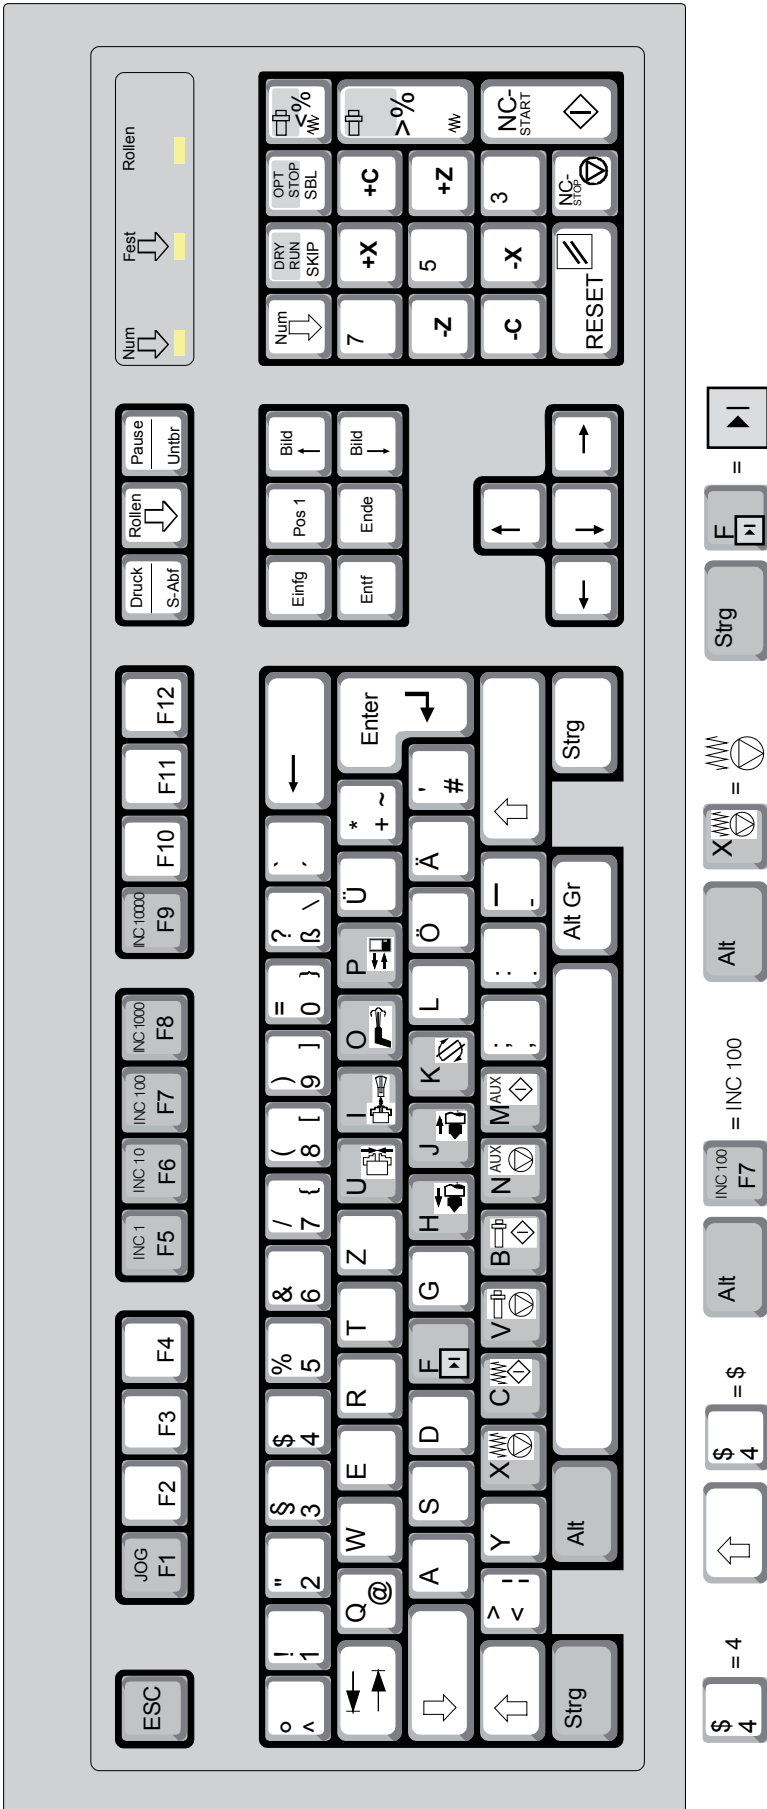 ESC
JOG F1
F2
F3
F4
INC 1 F5
INC 10 F6
INC 100 F7
INC 1000 F8
INC 10000 F9
F10
F11
F12
Druck S-Abf
Rollen
Pause Untbr
Num
Fest
Rollen
° ^
! 1
" 2
§ 3
$ 4
% 5
& 6
/ 7 {
( 8 [
) 9 ]
= 0 }
? ß \
` ´
Einfg
Pos 1
Bild
Num
DRY RUN SKIP
OPT STOP SBL
<%
Q @
W
E
R
T
Z
U
I
O
P
Ü
* + ~
Enter
Entf
Ende
Bild
7
+X
+C
>%
A
S
D
F
G
H
J
K
L
Ö
Ä
' #
-Z
5
+Z
> < ¦
Y
X
C
V
B
N AUX
M AUX
; ,
: .
_ -
-C
-X
3
NC-START
Strg
Alt
Alt Gr
Strg
RESET
NC-STOP
$ 4 = 4
$ 4 = $
Alt INC 100 F7 = INC 100
Alt X =
Strg F =